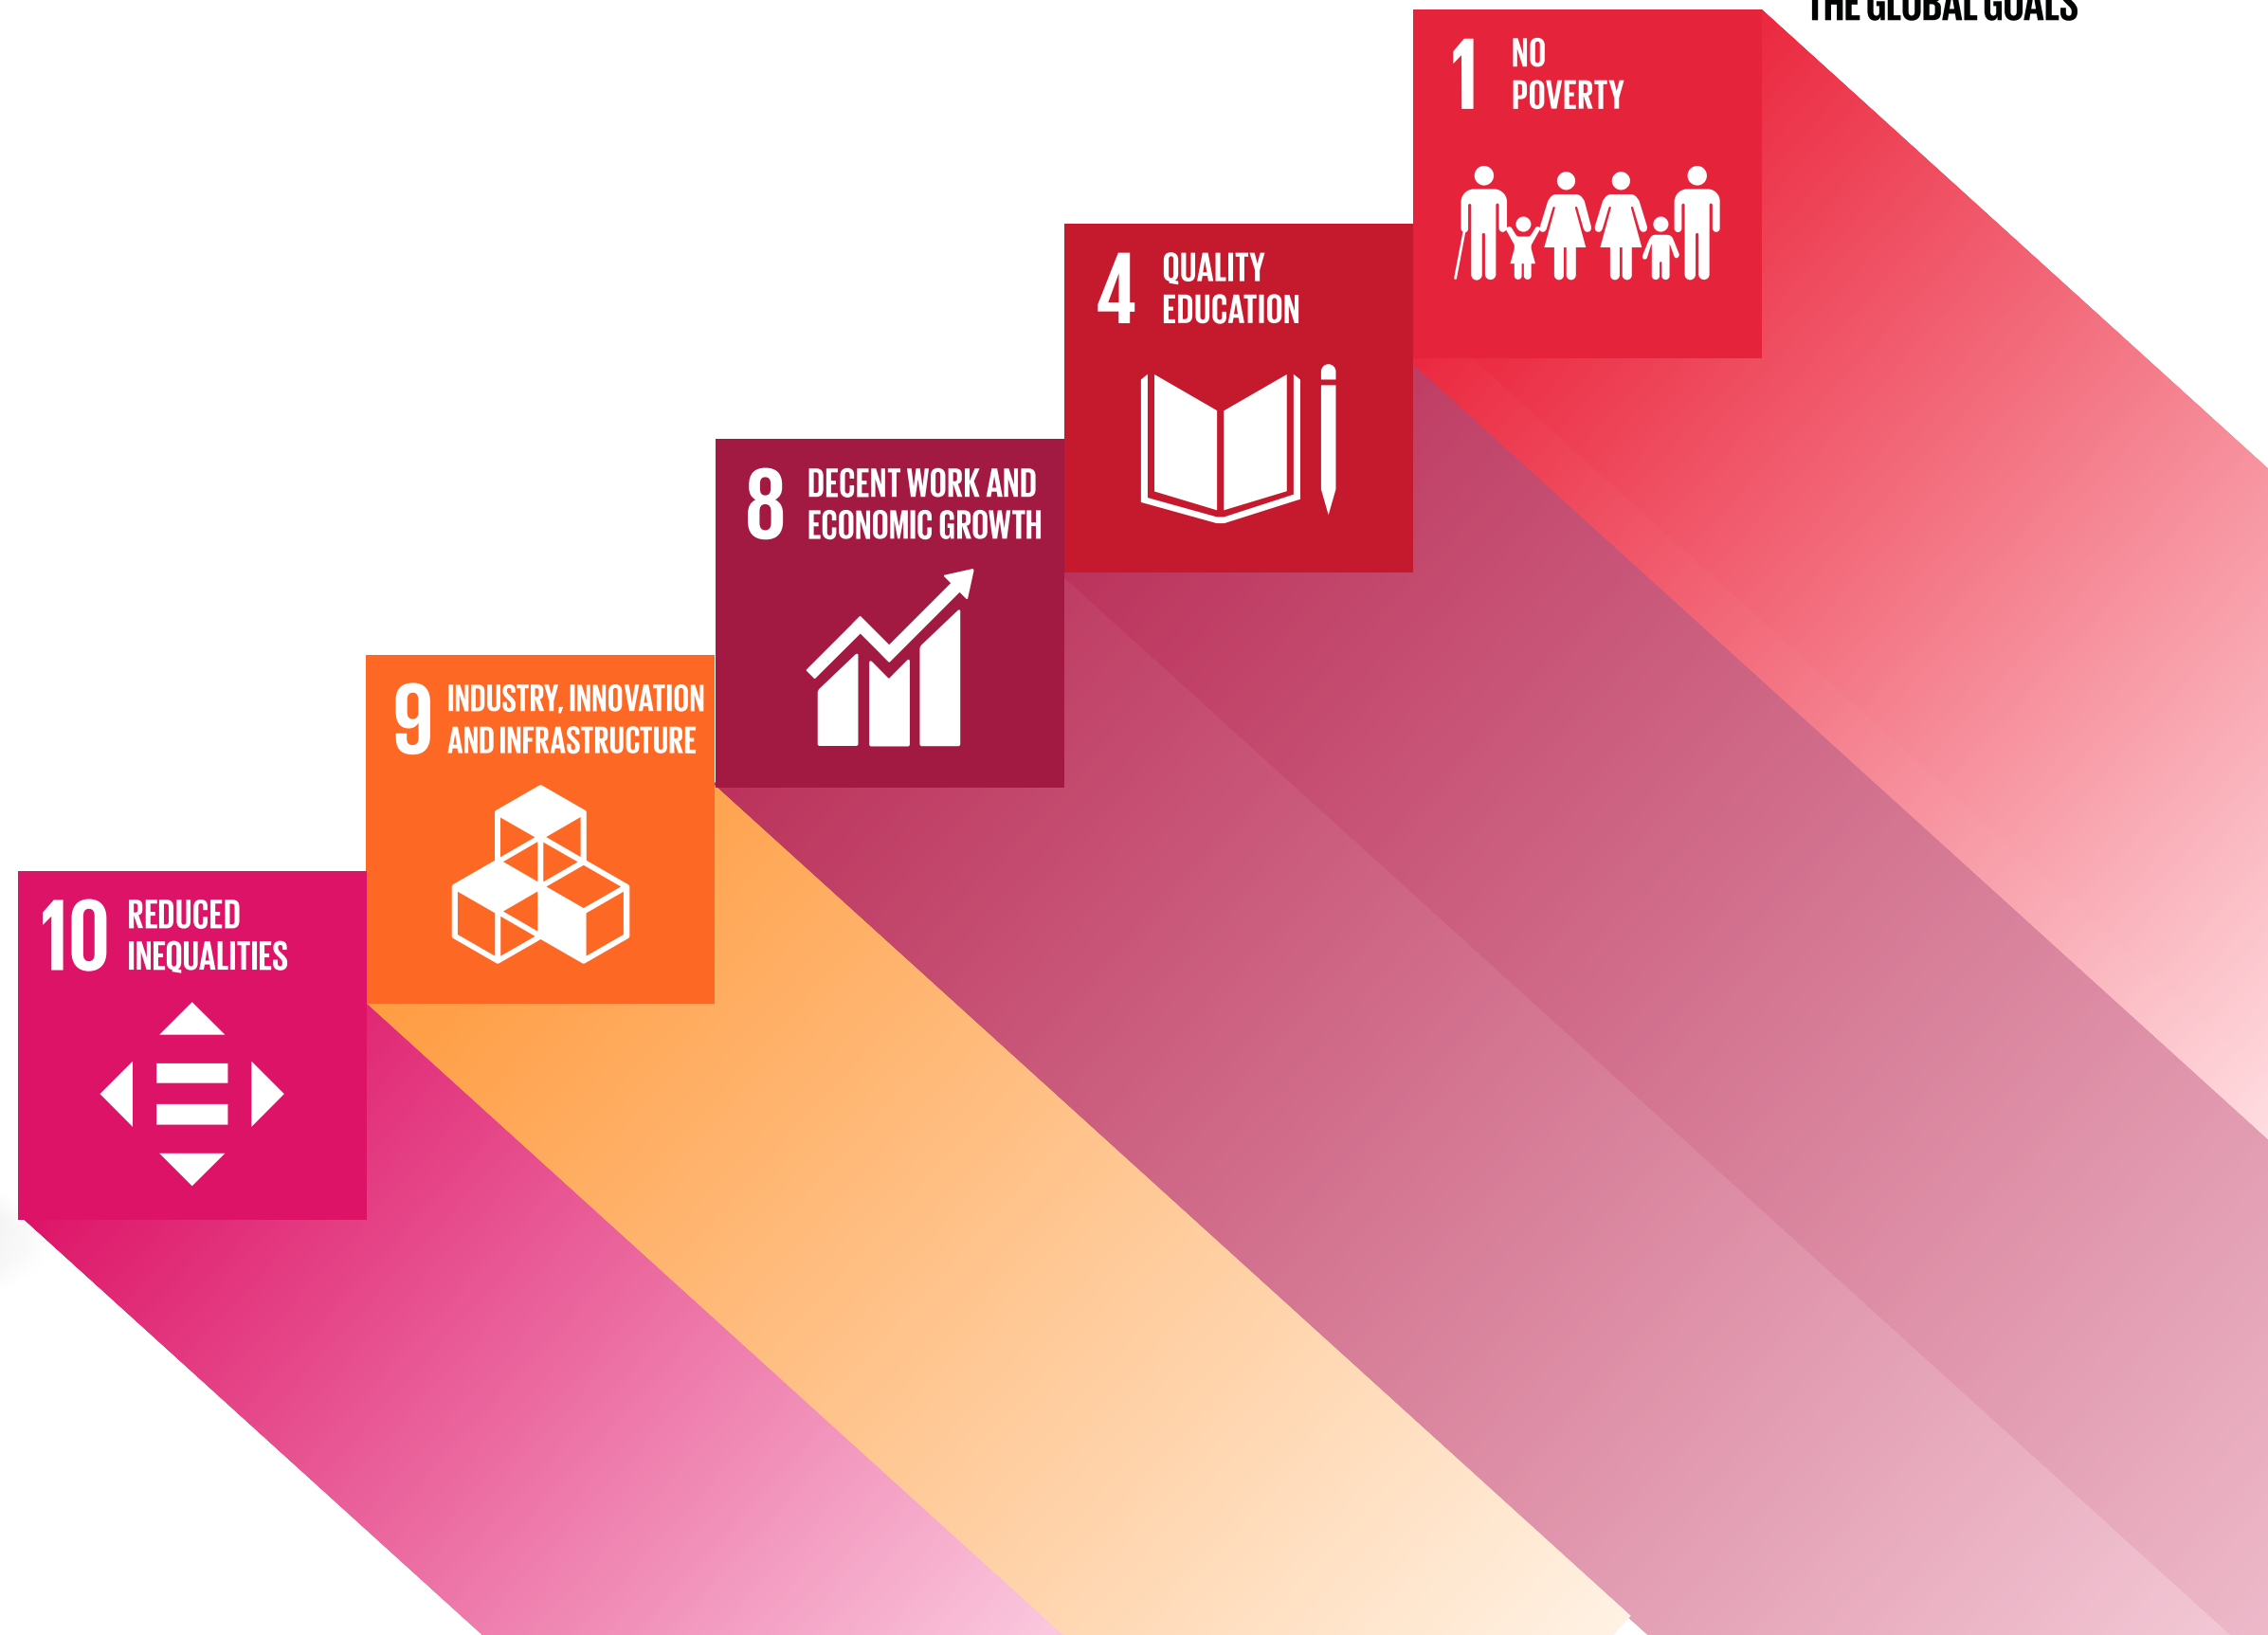 THE GLOBAL GOALS
1 NO
POVERTY
4 QUALITY
EDUCATION
8 DECENT WORK AND
ECONOMIC GROWTH
9 INDUSTRY, INNOVATION
AND INFRASTRUCTURE
10 REDUCED
INEQUALITIES